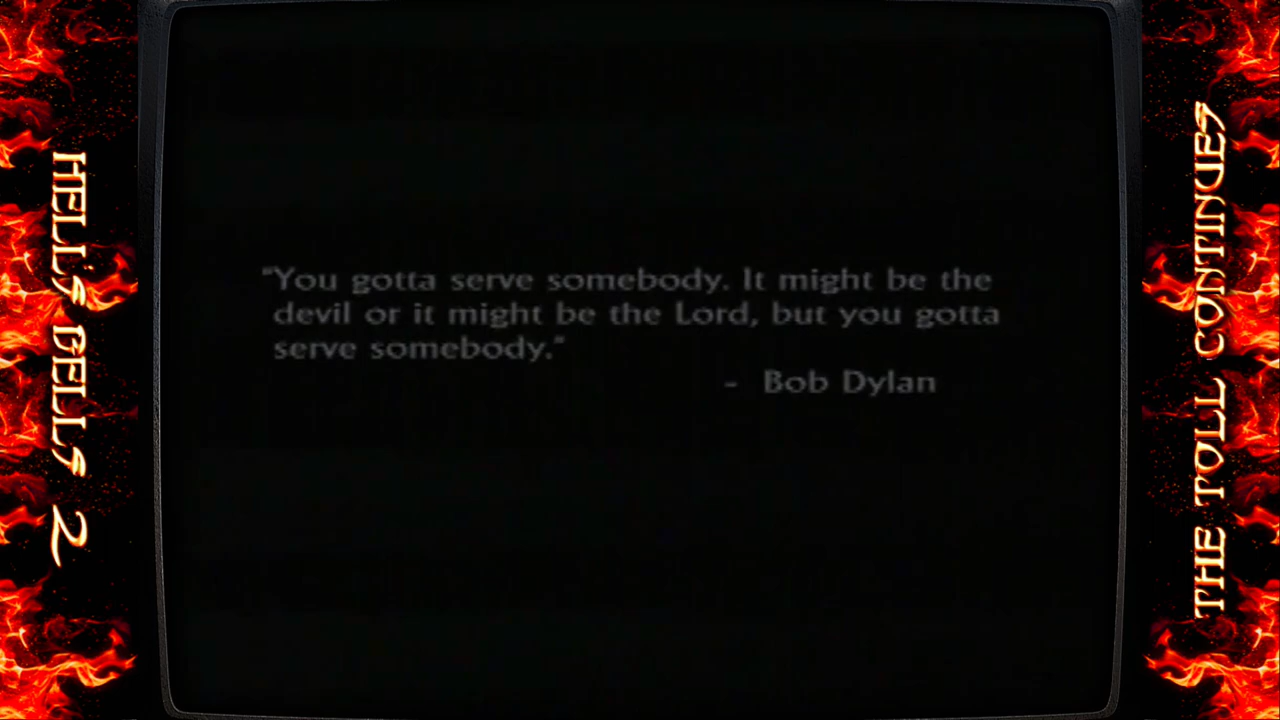 HELL'S BELLS 2
"You gotta serve somebody. It might be the
devil or it might be the Lord, but you gotta
serve somebody."
- Bob Dylan
THE TOLL CONTINUES